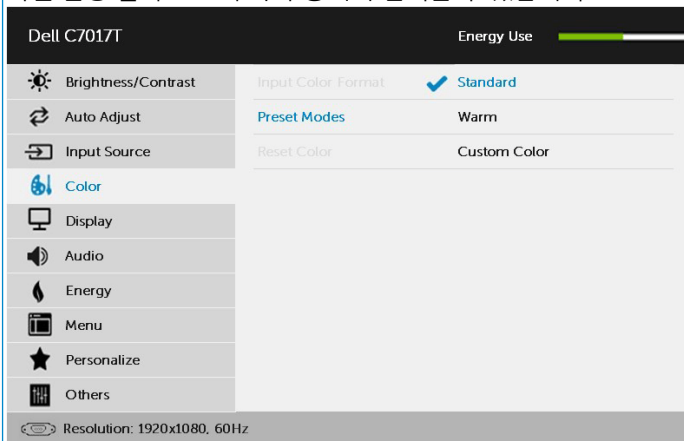 Dell C7017T Energy Use
Brightness/Contrast Input Color Format Standard
Auto Adjust Preset Modes Warm
Input Source Reset Color Custom Color
Color
Display
Audio
Energy
Menu
Personalize
Others
Resolution: 1920x1080, 60Hz